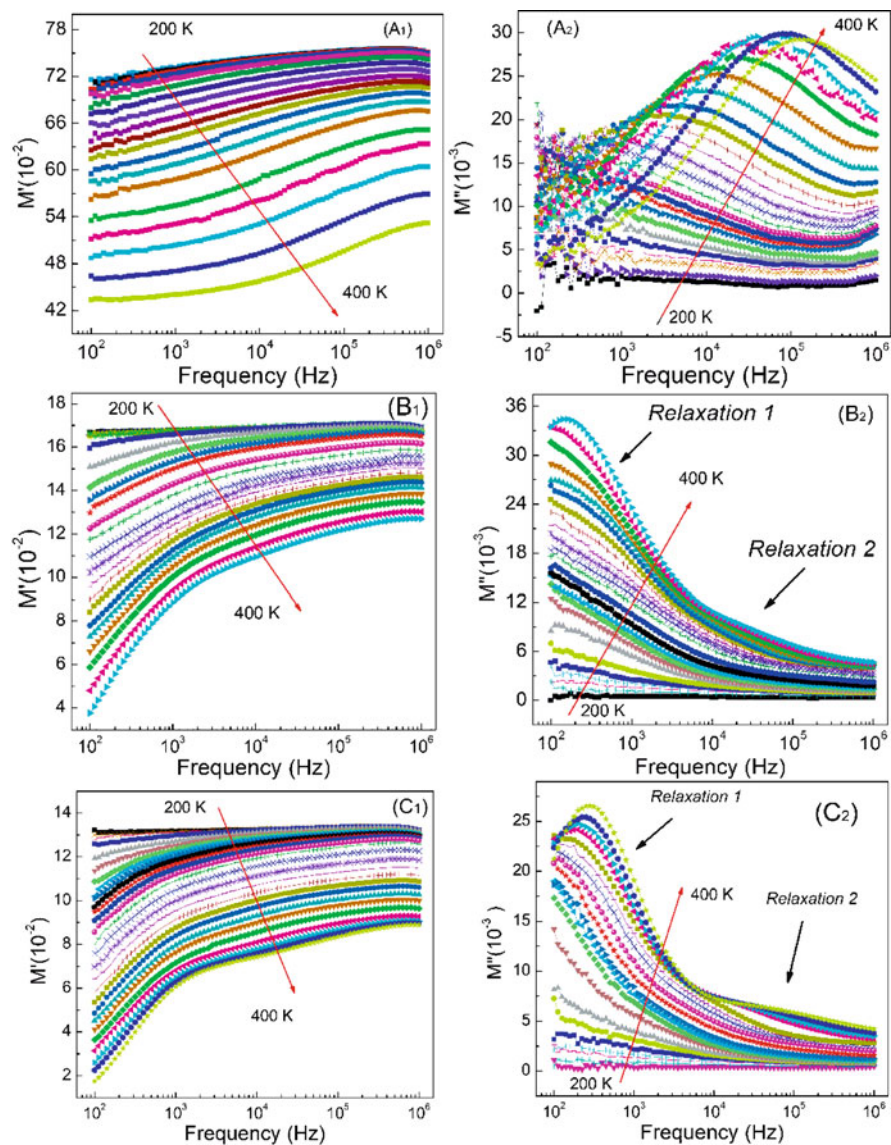 (A1)
200 K
400 K
M'(10-2)
78
72
66
60
54
48
42
10² 10³ 10⁴ 10⁵ 10⁶
Frequency (Hz)
(A2)
400 K
200 K
M''(10-3)
30
25
20
15
10
5
0
-5
10² 10³ 10⁴ 10⁵ 10⁶
Frequency (Hz)
(B1)
200 K
400 K
M'(10-2)
18
16
14
12
10
8
6
4
10² 10³ 10⁴ 10⁵ 10⁶
Frequency (Hz)
(B2)
Relaxation 1
400 K
Relaxation 2
200 K
M''(10-3)
36
30
24
18
12
6
0
10² 10³ 10⁴ 10⁵ 10⁶
Frequency (Hz)
(C1)
200 K
400 K
M'(10-2)
14
13
12
10
8
6
4
2
10² 10³ 10⁴ 10⁵ 10⁶
Frequency (Hz)
(C2)
Relaxation 1
400 K
Relaxation 2
200 K
M''(10-3)
25
20
15
10
5
0
10² 10³ 10⁴ 10⁵ 10⁶
Frequency (Hz)